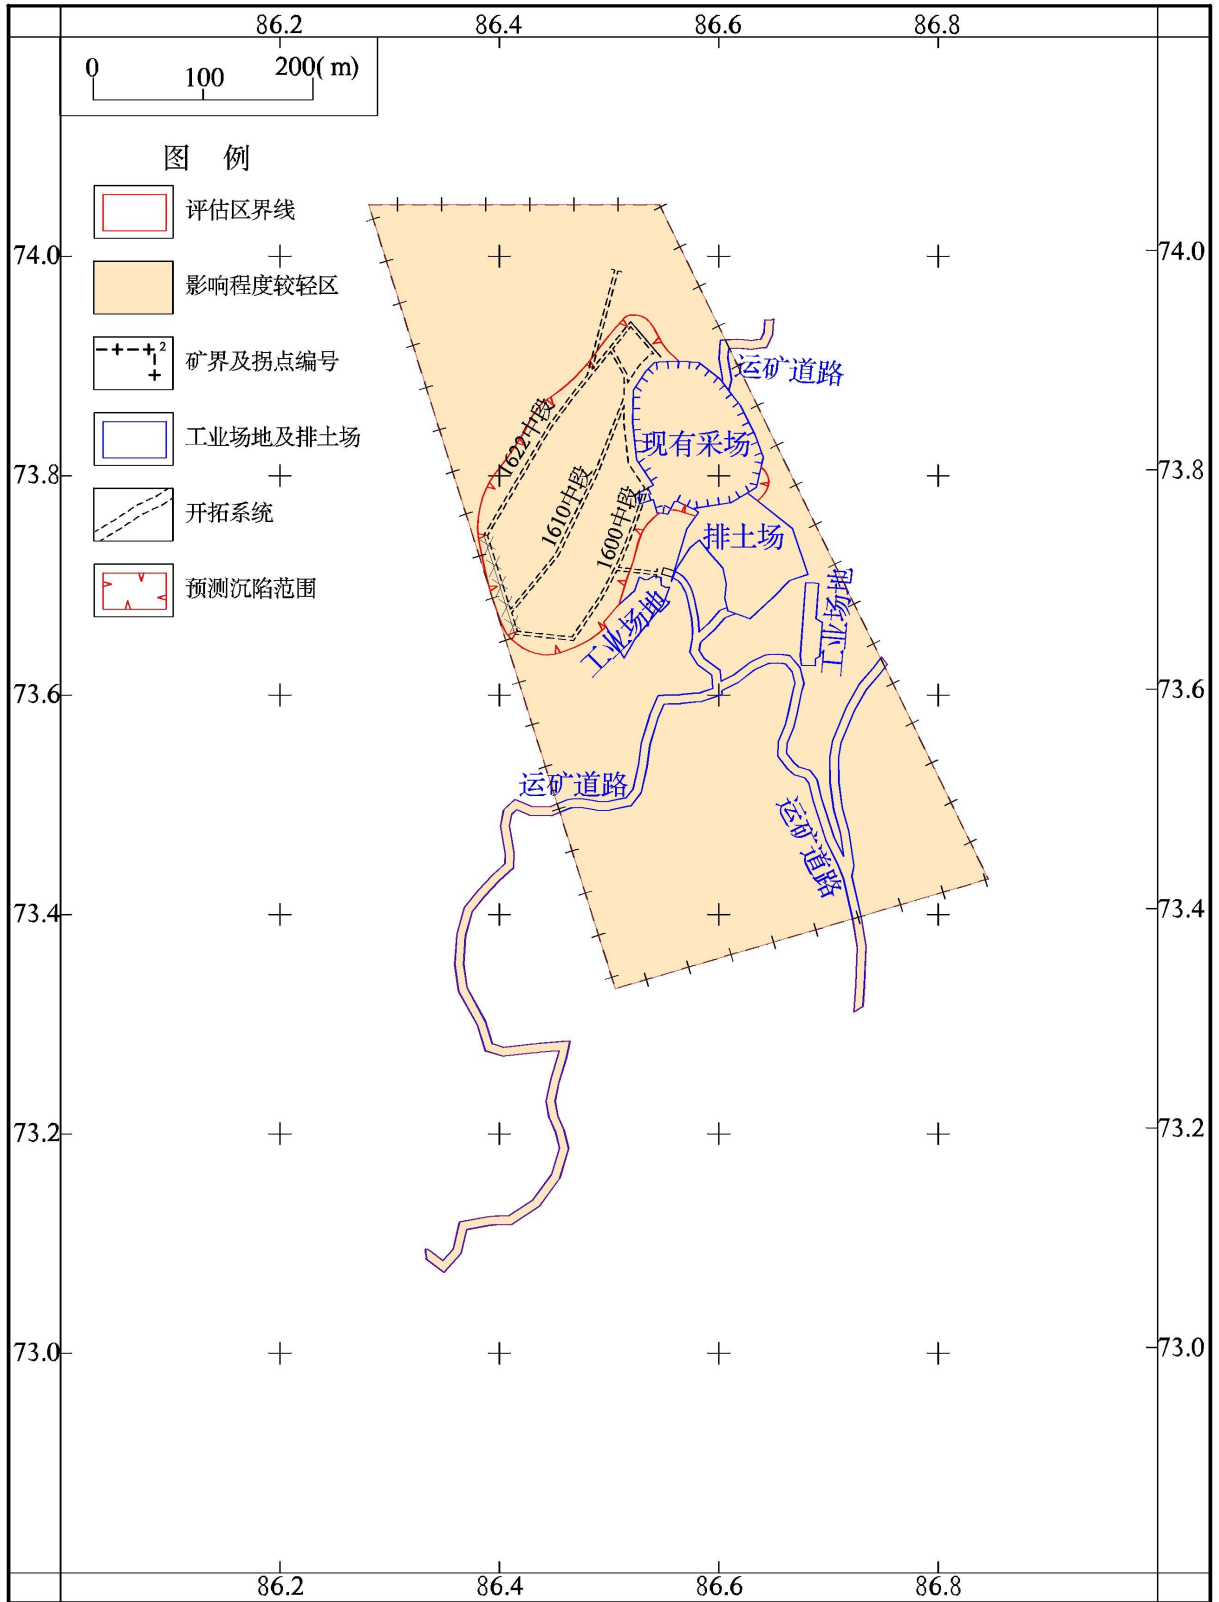 86.2 86.4 86.6 86.8
0 100 200( m)
图 例
评估区界线
影响程度较轻区
2
矿界及拐点编号
工业场地及排土场
开拓系统
预测沉陷范围
74.0 74.0
运矿道路
1622中段
现有采场
73.8 73.8
1610中段
1600中段
排土场
工业场地
工业场地
73.6 73.6
运矿道路
运矿道路
73.4 73.4
73.2 73.2
73.0 73.0
86.2 86.4 86.6 86.8